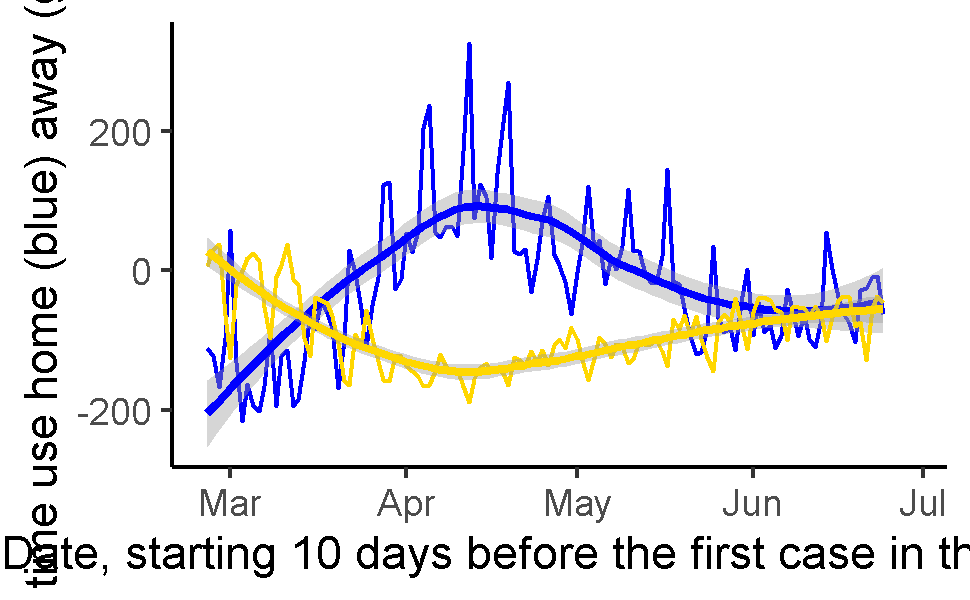 time use home (blue) away (
200
0
-200
Mar Apr May Jun Jul
Date, starting 10 days before the first case in th